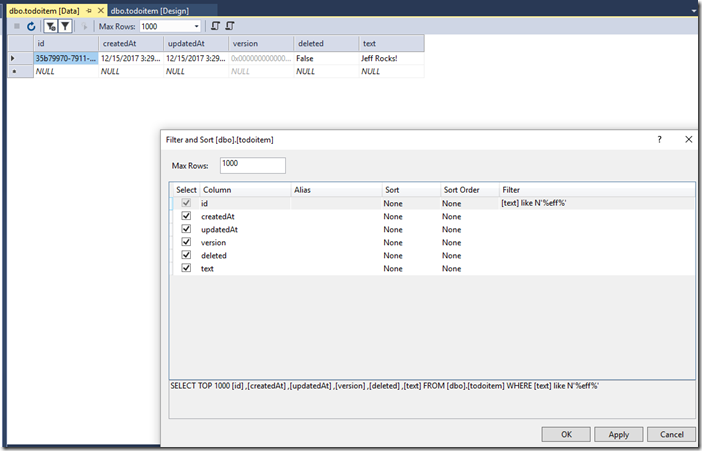 dbo.todoitem [Data] dbo.todoitem [Design]
Max Rows: 1000
id createdAt updatedAt version deleted text
35b79970-7911-... 12/15/2017 3:29... 12/15/2017 3:29... 0x000000000000... False Jeff Rocks!
NULL NULL NULL NULL NULL NULL
Filter and Sort [dbo].[todoitem] ?
Max Rows: 1000
Select Column Alias Sort Sort Order Filter
id None None [text] like N'%eff%'
createdAt None None
updatedAt None None
version None None
deleted None None
text None None
SELECT TOP 1000 [id] ,[createdAt] ,[updatedAt] ,[version] ,[deleted] ,[text] FROM [dbo].[todoitem] WHERE [text] like N'%eff%'
OK Apply Cancel